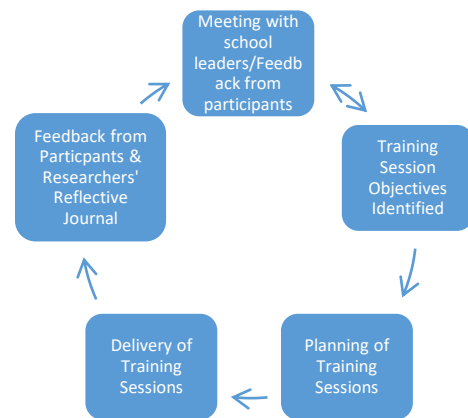 Meeting with
school
leaders/Feedb
ack from
participants
Training
Session
Objectives
Identified
Planning of
Training
Sessions
Delivery of
Training
Sessions
Feedback from
Particpants &
Researchers'
Reflective
Journal